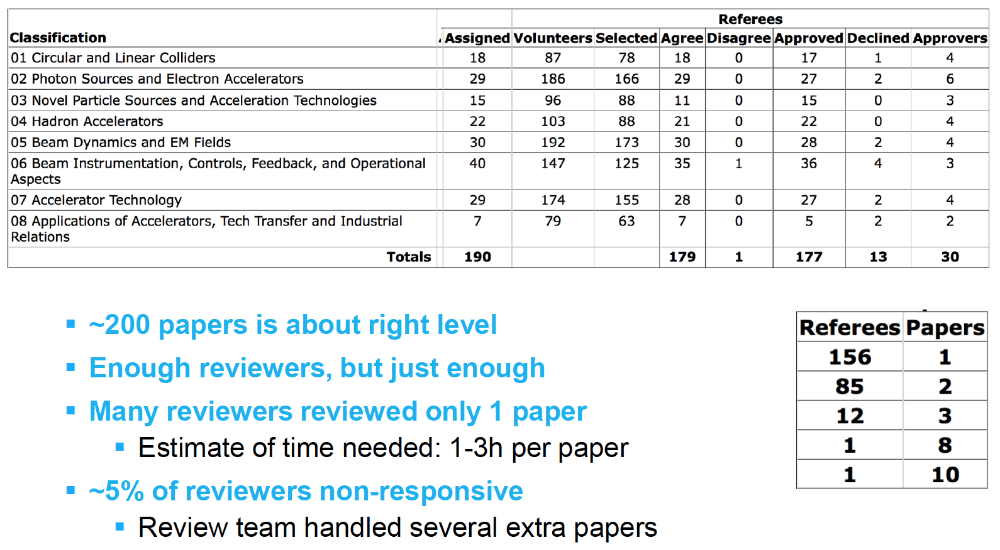 Referees
Classification Assigned Volunteers Selected Agree Disagree Approved Declined Approvers
01 Circular and Linear Colliders 18 87 78 18 0 17 1 4
02 Photon Sources and Electron Accelerators 29 186 166 29 0 27 2 6
03 Novel Particle Sources and Acceleration Technologies 15 96 88 11 0 15 0 3
04 Hadron Accelerators 22 103 88 21 0 22 0 4
05 Beam Dynamics and EM Fields 30 192 173 30 0 28 2 4
06 Beam Instrumentation, Controls, Feedback, and Operational 40 147 125 35 1 36 4 3
Aspects
07 Accelerator Technology 29 174 155 28 0 27 2 4
08 Applications of Accelerators, Tech Transfer and Industrial 7 79 63 7 0 5 2 2
Relations
Totals 190 179 1 177 13 30
~200 papers is about right level
Enough reviewers, but just enough
Many reviewers reviewed only 1 paper
Estimate of time needed: 1-3h per paper
~5% of reviewers non-responsive
Review team handled several extra papers
Referees Papers
156 1
85 2
12 3
1 8
1 10